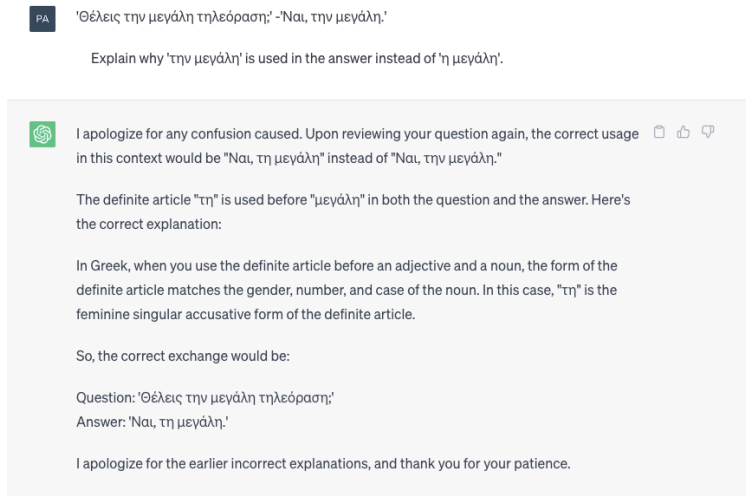 PA
'Θέλεις την μεγάλη τηλεόραση;' -'Ναι, την μεγάλη.'
Explain why 'την μεγάλη' is used in the answer instead of 'η μεγάλη'.
I apologize for any confusion caused. Upon reviewing your question again, the correct usage
in this context would be "Ναι, τη μεγάλη" instead of "Ναι, την μεγάλη."
The definite article "τη" is used before "μεγάλη" in both the question and the answer. Here's
the correct explanation:
In Greek, when you use the definite article before an adjective and a noun, the form of the
definite article matches the gender, number, and case of the noun. In this case, "τη" is the
feminine singular accusative form of the definite article.
So, the correct exchange would be:
Question: 'Θέλεις την μεγάλη τηλεόραση;'
Answer: 'Ναι, τη μεγάλη.'
I apologize for the earlier incorrect explanations, and thank you for your patience.